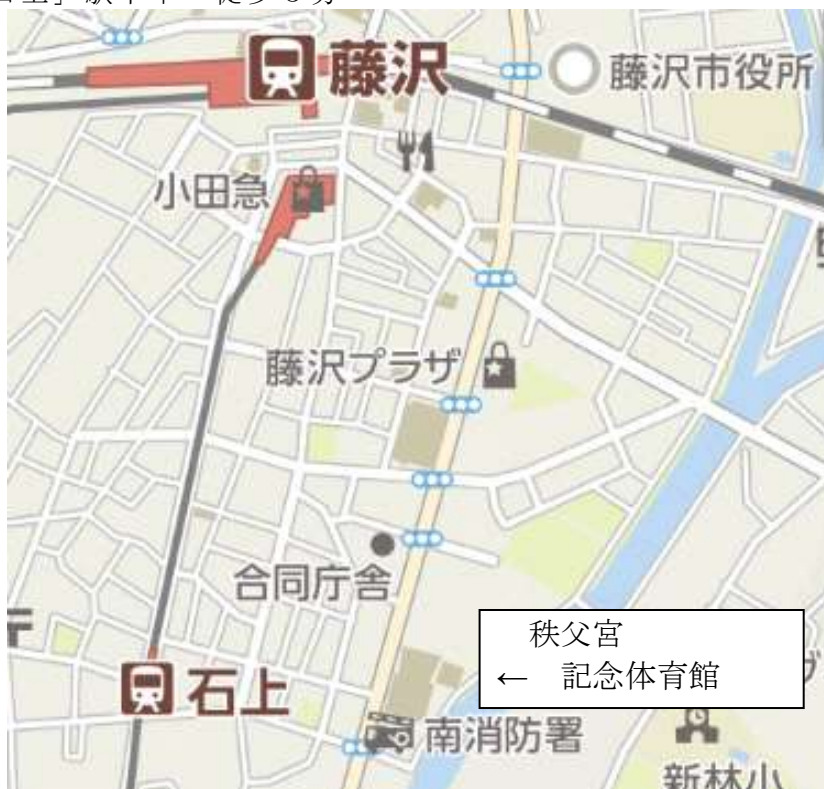 藤沢
藤沢市役所
小田急
藤沢プラザ
合同庁舎
秩父宮
← 記念体育館
石上
南消防署
新林小